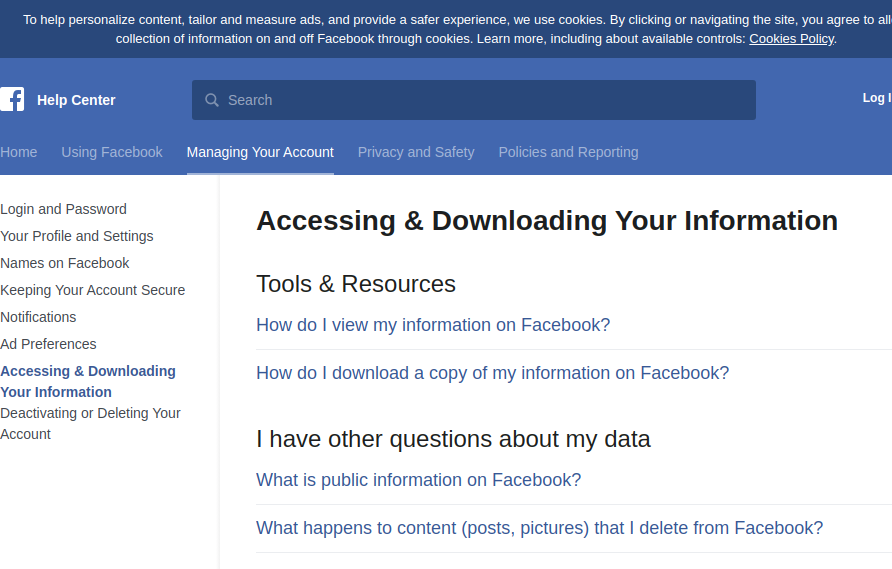 To help personalize content, tailor and measure ads, and provide a safer experience, we use cookies. By clicking or navigating the site, you agree to
collection of information on and off Facebook through cookies. Learn more, including about available controls: Cookies Policy.
Help Center
Search
Log
Home Using Facebook Managing Your Account Privacy and Safety Policies and Reporting
Login and Password
Your Profile and Settings
Names on Facebook
Keeping Your Account Secure
Notifications
Ad Preferences
Accessing & Downloading
Your Information
Deactivating or Deleting Your
Account
Accessing & Downloading Your Information
Tools & Resources
How do I view my information on Facebook?
How do I download a copy of my information on Facebook?
I have other questions about my data
What is public information on Facebook?
What happens to content (posts, pictures) that I delete from Facebook?